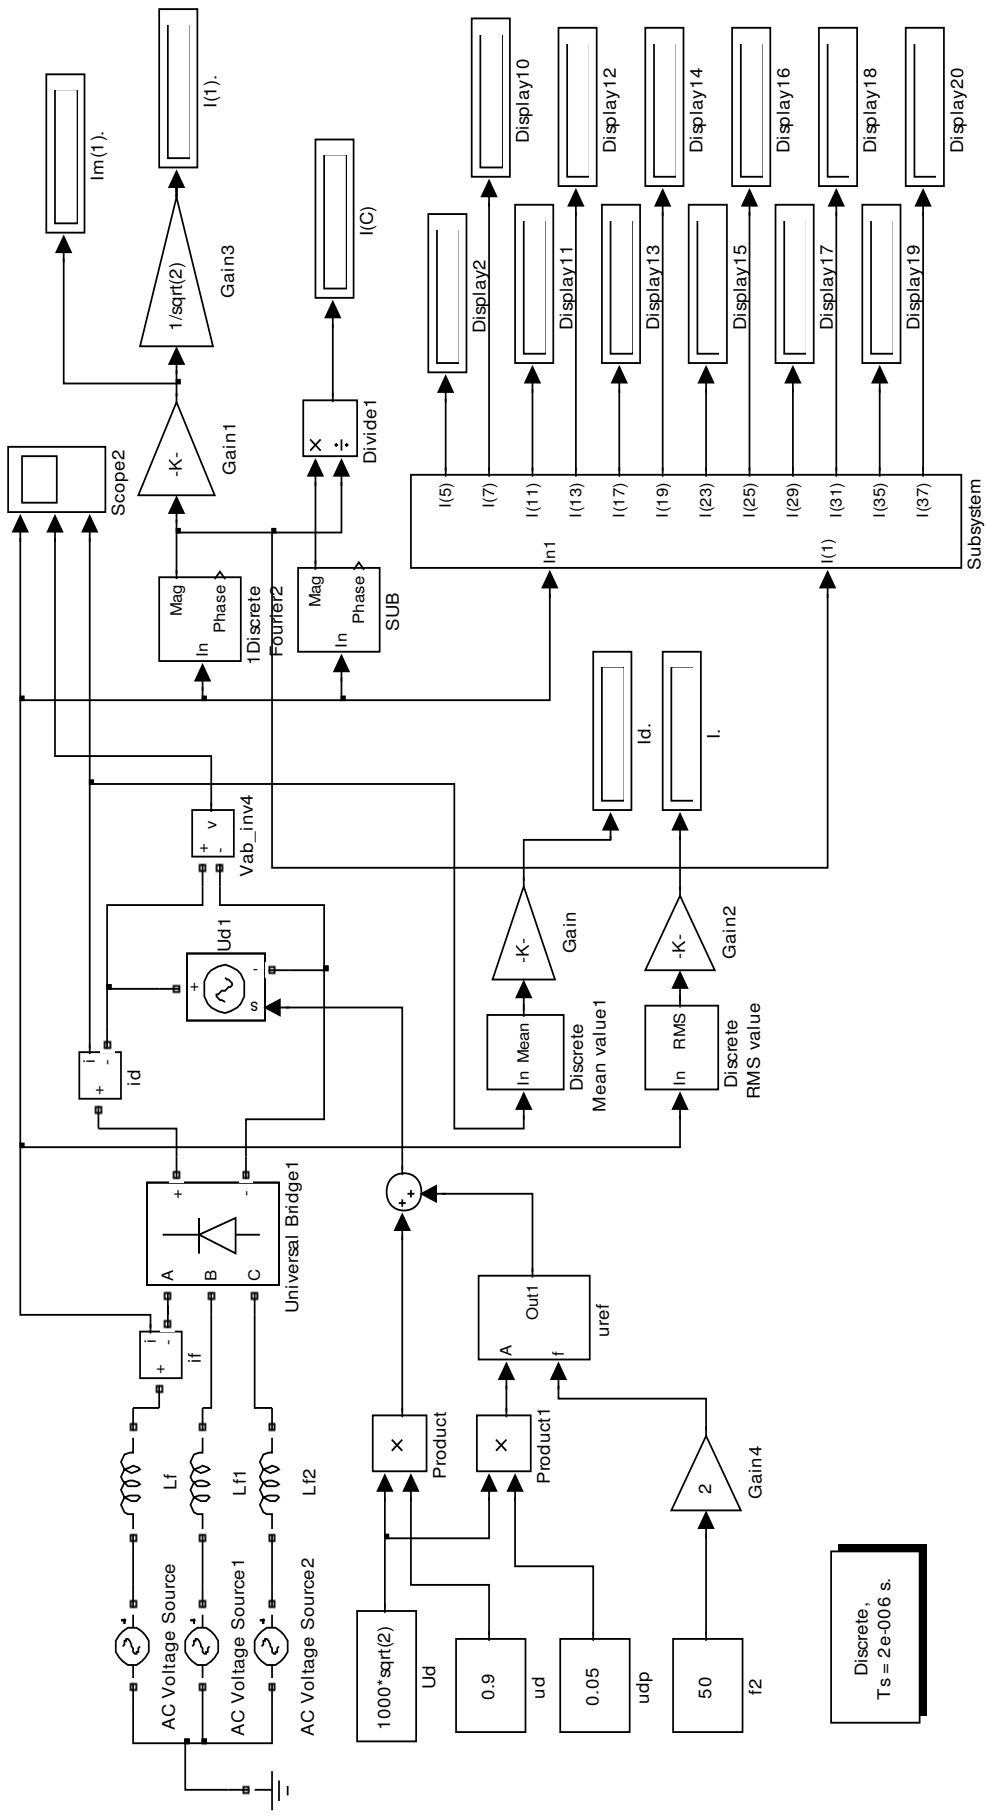 Im(1).
I(1).
1/sqrt(2)
Gain3
-K-
Gain1
Scope2
I(C)
×
÷
Divide1
In
Mag
Phase
1Discrete
Fourier2
In
Mag
Phase
SUB
Display10
Display12
Display14
Display16
Display18
Display20
Display2
Display11
Display13
Display15
Display17
Display19
I(5)
I(7)
I(11)
I(13)
I(17)
I(19)
I(23)
I(25)
I(29)
I(31)
I(35)
I(37)
In1
I(1)
Subsystem
+
-
v
Vab_inv4
Id.
I.
+
-
s
Ud1
+
i
-
id
-K-
Gain
-K-
Gain2
In Mean
Discrete
Mean value1
In RMS
Discrete
RMS value
A
B
C
+
-
Universal Bridge1
+
i
-
if
+
+
A
f
Out1
uref
Lf
Lf1
Lf2
×
Product
×
Product1
2
Gain4
AC Voltage Source
AC Voltage Source1
AC Voltage Source2
1000*sqrt(2)
Ud
0.9
ud
0.05
udp
50
f2
Discrete,
Ts = 2e-006 s.